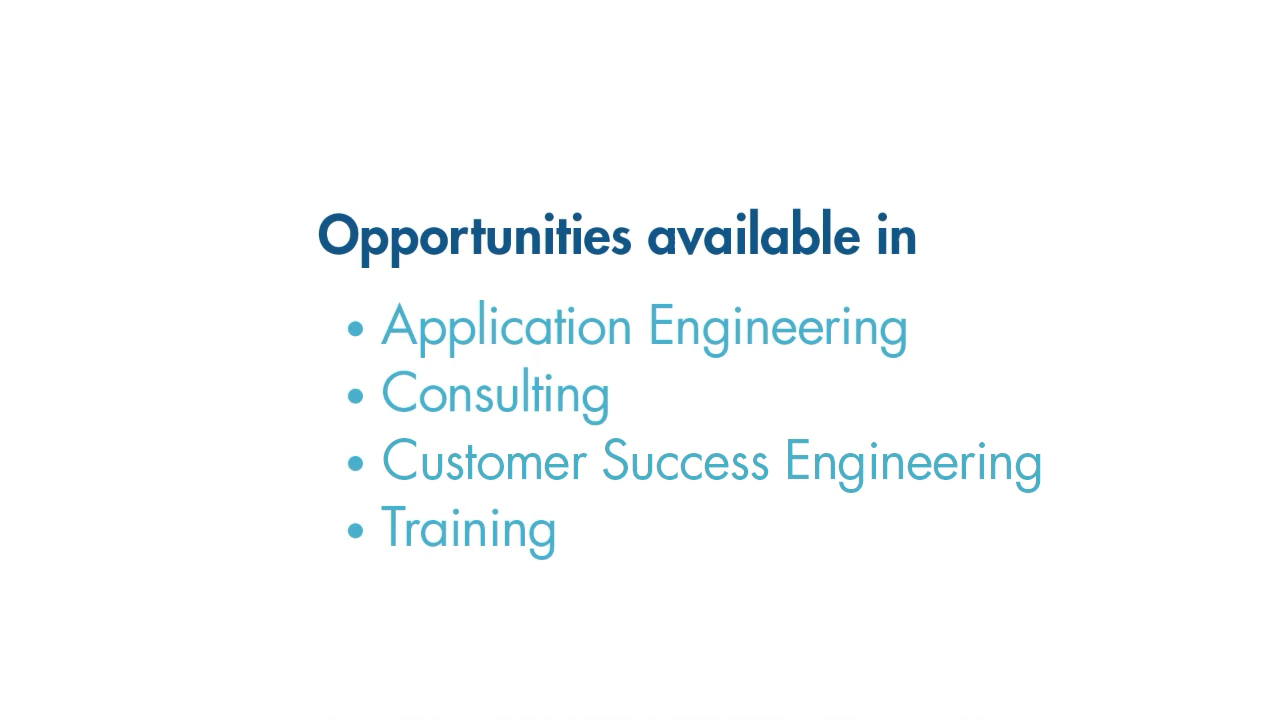 Opportunities available in
• Application Engineering
• Consulting
• Customer Success Engineering
• Training